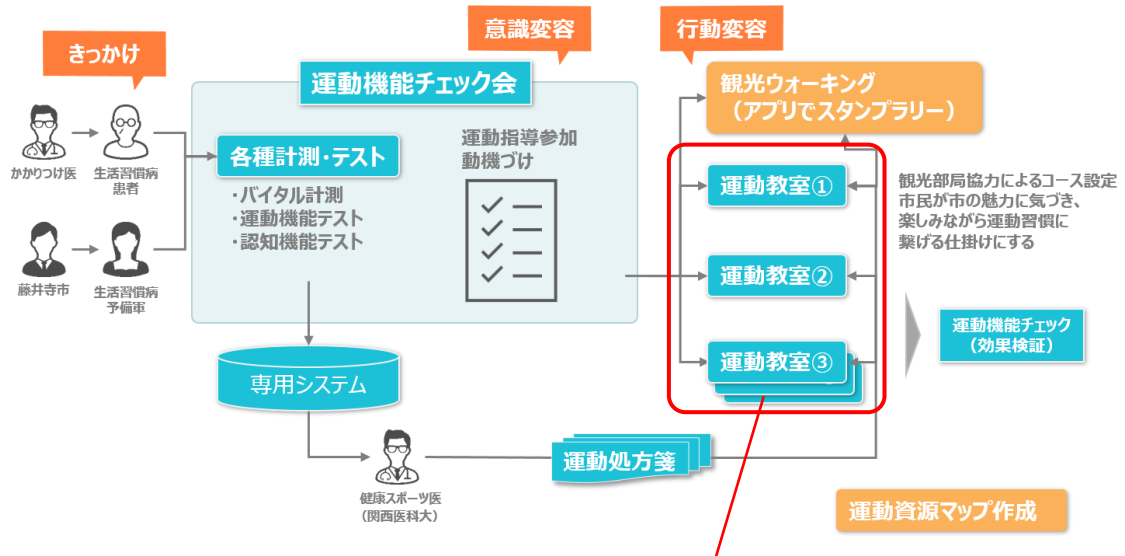 きっかけ
意識変容
行動変容
運動機能チェック会
かかりつけ医
生活習慣病
患者
藤井寺市
生活習慣病
予備軍
各種計測・テスト
・バイタル計測
・運動機能テスト
・認知機能テスト
運動指導参加
動機づけ
観光ウォーキング
（アプリでスタンプラリー）
運動教室①
運動教室②
運動教室③
観光部局協力によるコース設定
市民が市の魅力に気づき、
楽しみながら運動習慣に
繋げる仕掛けにする
運動機能チェック
（効果検証）
専用システム
健康スポーツ医
（関西医科大）
運動処方箋
運動資源マップ作成